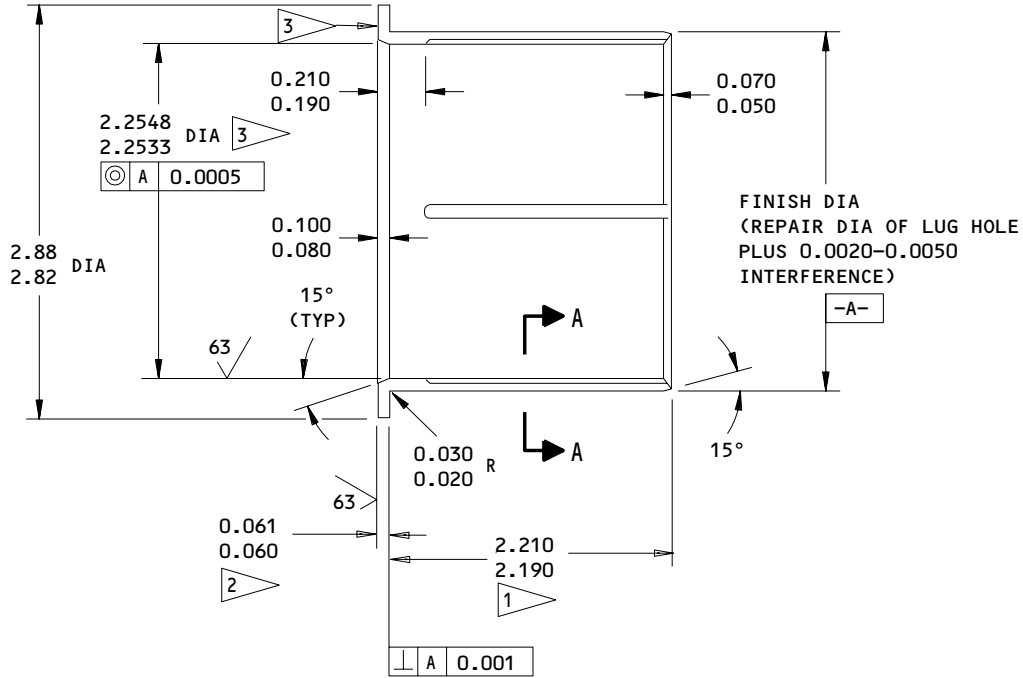 3
0.210
0.190
0.070
0.050
2.2548
2.2533
DIA
3
◎ A 0.0005
FINISH DIA
(REPAIR DIA OF LUG HOLE
PLUS 0.0020-0.0050
INTERFERENCE)
-A-
0.100
0.080
2.88
2.82
DIA
15°
(TYP)
A
63
A
15°
0.030
0.020
R
63
0.061
0.060
2
2.210
2.190
1
⊥ A 0.001